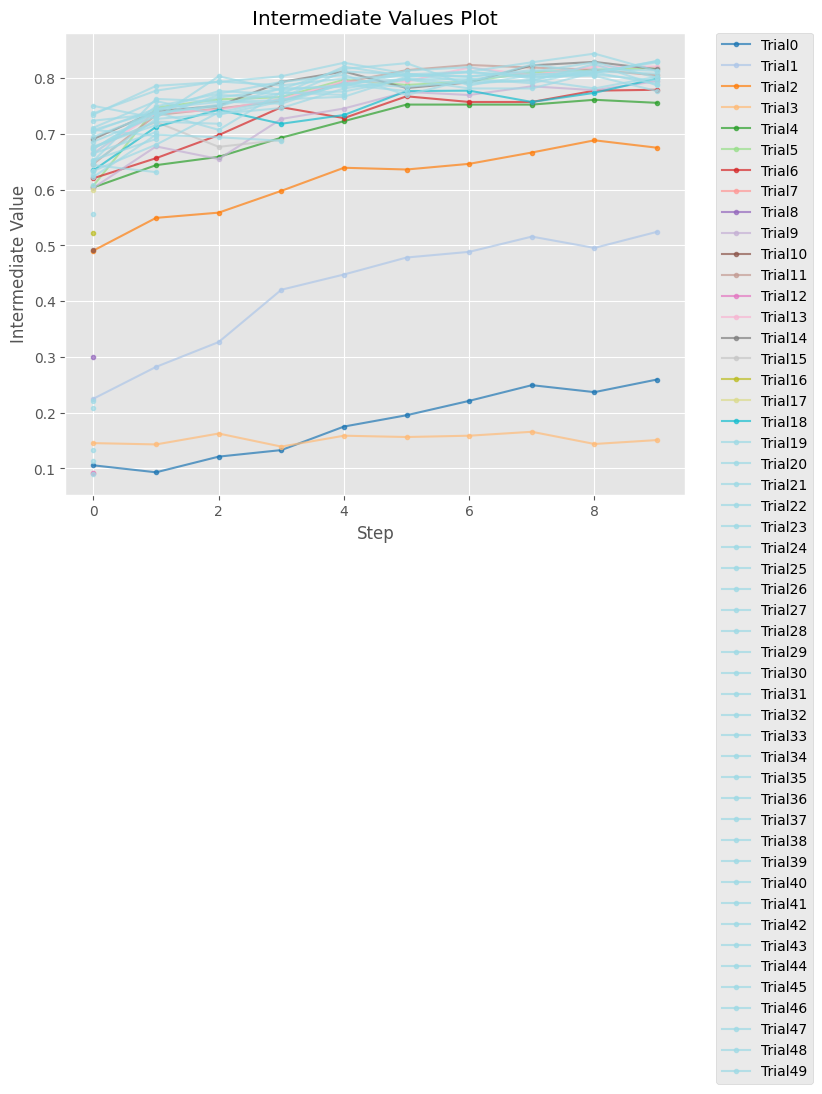 Intermediate Values Plot
Intermediate Value
0.8
0.7
0.6
0.5
0.4
0.3
0.2
0.1
0
2
4
6
8
Step
Trial0
Trial1
Trial2
Trial3
Trial4
Trial5
Trial6
Trial7
Trial8
Trial9
Trial10
Trial11
Trial12
Trial13
Trial14
Trial15
Trial16
Trial17
Trial18
Trial19
Trial20
Trial21
Trial22
Trial23
Trial24
Trial25
Trial26
Trial27
Trial28
Trial29
Trial30
Trial31
Trial32
Trial33
Trial34
Trial35
Trial36
Trial37
Trial38
Trial39
Trial40
Trial41
Trial42
Trial43
Trial44
Trial45
Trial46
Trial47
Trial48
Trial49